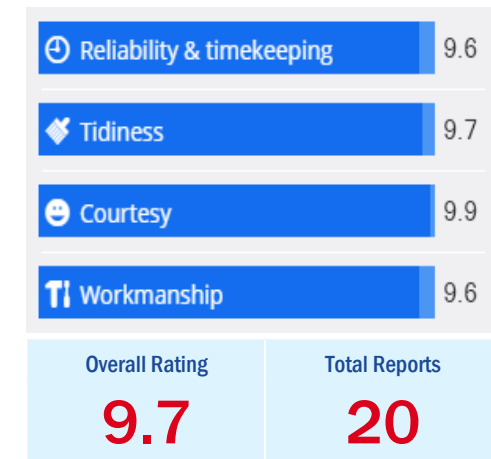 Reliability & timekeeping 9.6
Tidiness 9.7
Courtesy 9.9
Workmanship 9.6
Overall Rating Total Reports
9.7 20